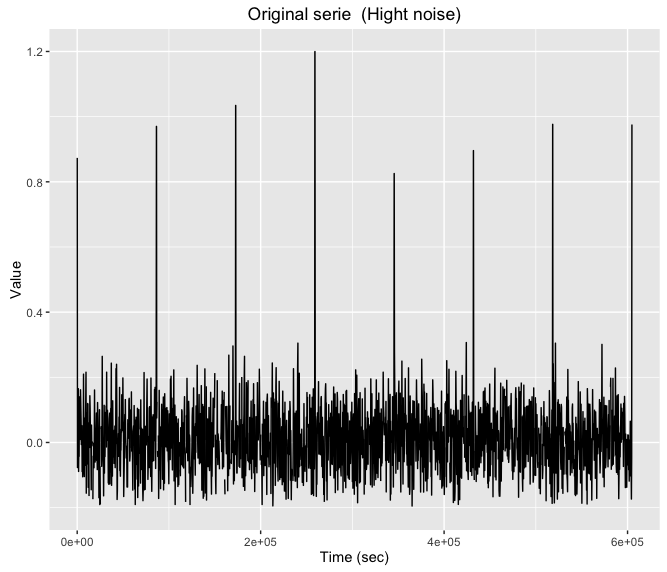 Original serie  (Hight noise)
1.2
0.8
0.4
0.0
Value
0e+00 2e+05 4e+05 6e+05
Time (sec)